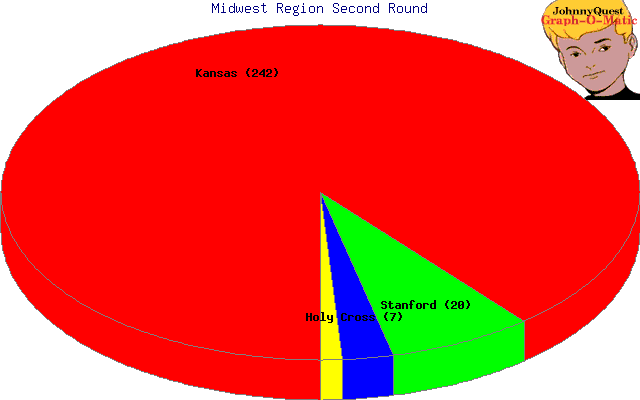 Midwest Region Second Round
JohnnyQuest
Graph-O-Matic
Kansas (242)
Stanford (20)
Holy Cross (7)